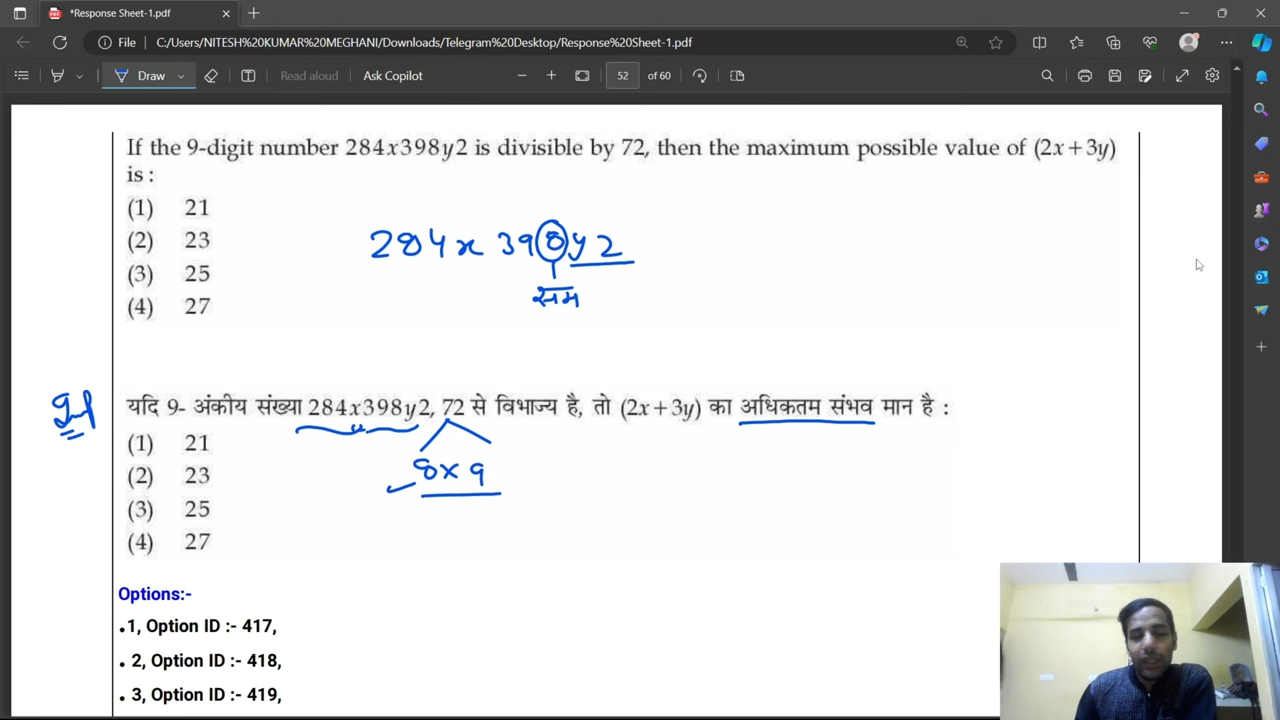 *Response Sheet-1.pdf
File
C:/Users/NITESH%20KUMAR%20MEGHANI/Downloads/Telegram%20Desktop/Response%20Sheet-1.pdf
Draw
Read aloud
Ask Copilot
52
of 60
If the 9-digit number 284x398y2 is divisible by 72, then the maximum possible value of (2x+3y)
is :
(1) 21
(2) 23
(3) 25
(4) 27
284x398y2
सम
यदि 9- अंकीय संख्या 284x398y2, 72 से विभाज्य है, तो (2x+3y) का अधिकतम संभव मान है :
(1) 21
(2) 23
(3) 25
(4) 27
8x9
Options:-
.1, Option ID :- 417,
. 2, Option ID :- 418,
. 3, Option ID :- 419,